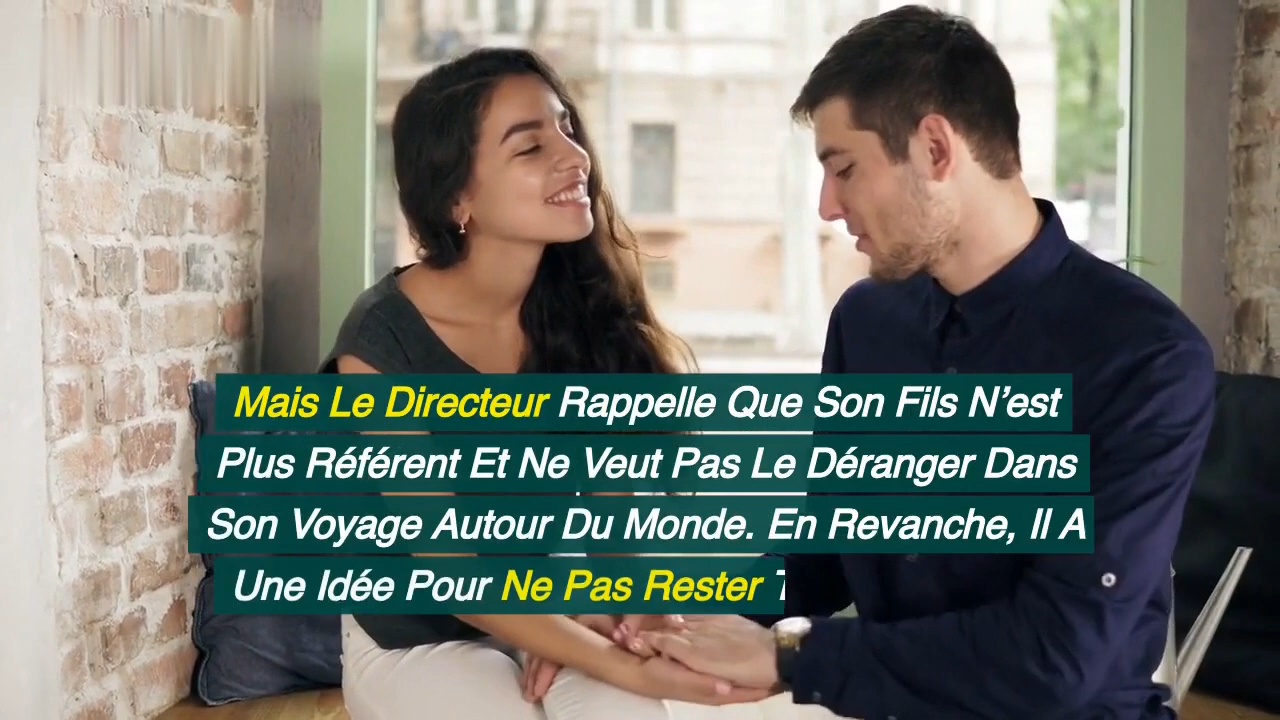 Mais Le Directeur Rappelle Que Son Fils N’est
Plus Référent Et Ne Veut Pas Le Déranger Dans
Son Voyage Autour Du Monde. En Revanche, Il A
Une Idée Pour Ne Pas Rester